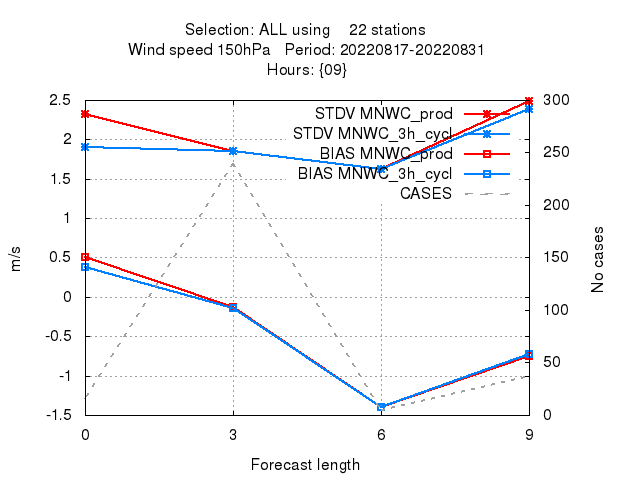 Selection: ALL using    22 stations
Wind speed 150hPa   Period: 20220817-20220831
Hours: {09}
STDV MNWC_prod
STDV MNWC_3h_cycl
BIAS MNWC_prod
BIAS MNWC_3h_cycl
CASES
2.5
2
1.5
1
0.5
0
-0.5
-1
-1.5
m/s
300
250
200
150
100
50
0
No cases
0 3 6 9
Forecast length